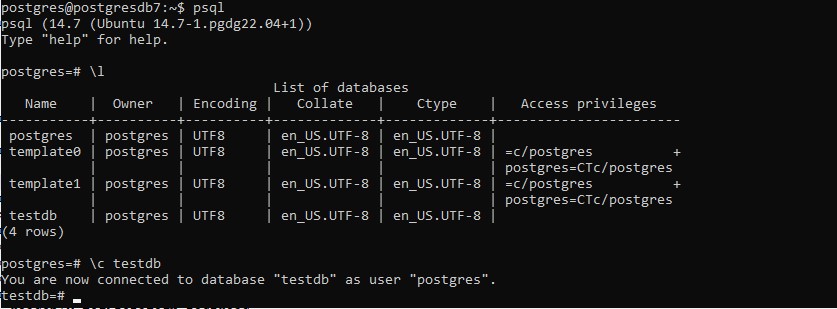 postgres@postgresdb7:~$ psql
psql (14.7 (Ubuntu 14.7-1.pgdg22.04+1))
Type "help" for help.

postgres=# \l
                                  List of databases
   Name    |  Owner   | Encoding |   Collate   |    Ctype    |   Access privileges
-----------+----------+----------+-------------+-------------+-----------------------
 postgres  | postgres | UTF8     | en_US.UTF-8 | en_US.UTF-8 |
 template0 | postgres | UTF8     | en_US.UTF-8 | en_US.UTF-8 | =c/postgres          +
           |          |          |             |             | postgres=CTc/postgres
 template1 | postgres | UTF8     | en_US.UTF-8 | en_US.UTF-8 | =c/postgres          +
           |          |          |             |             | postgres=CTc/postgres
 testdb    | postgres | UTF8     | en_US.UTF-8 | en_US.UTF-8 |
(4 rows)

postgres=# \c testdb
You are now connected to database "testdb" as user "postgres".
testdb=#